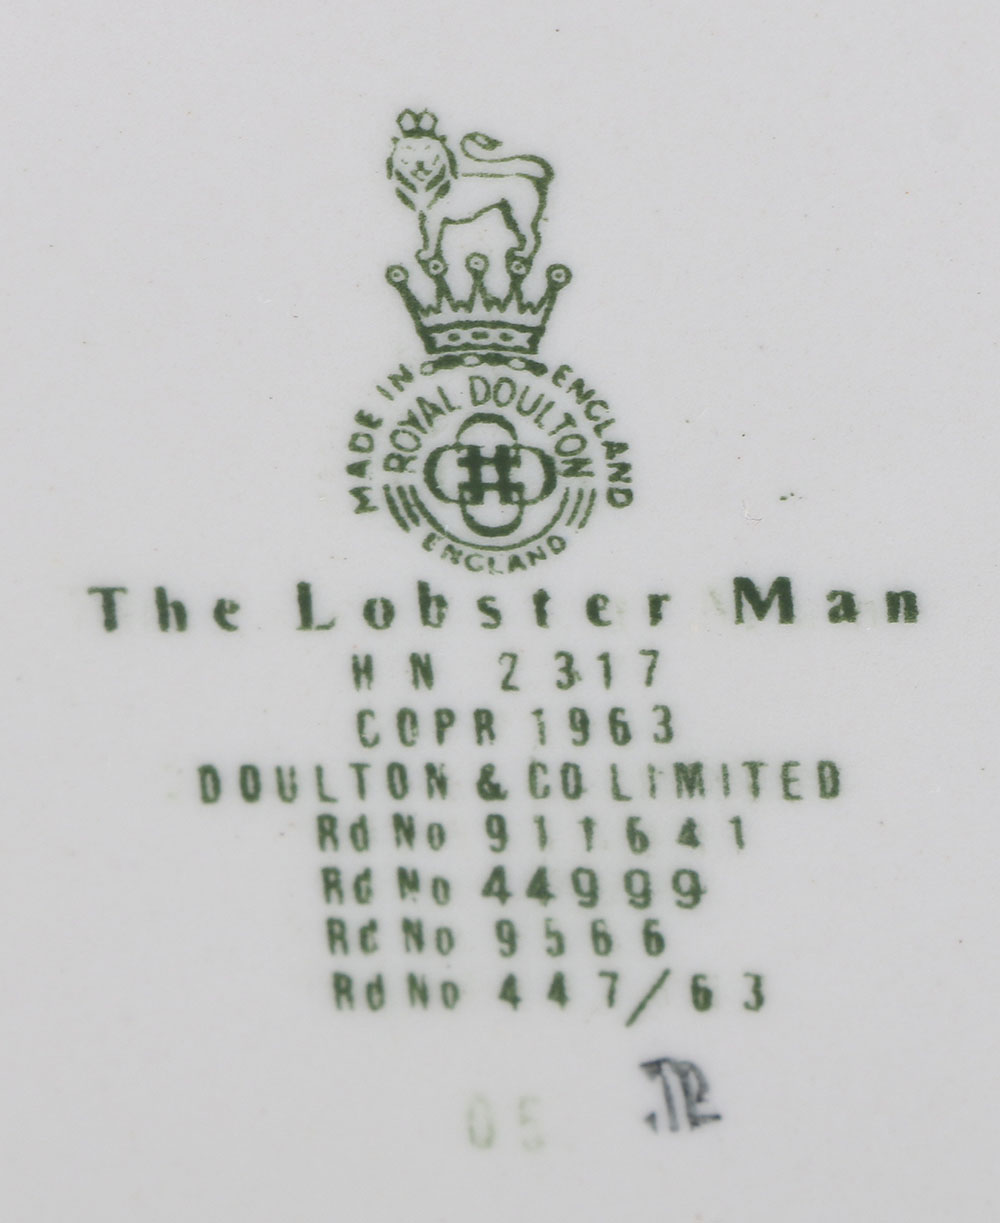 MADE IN ENGLAND
ROYAL DOULTON
ENGLAND
The Lobster Man
HN 2317
COPR 1963
DOULTON & CO LIMITED
Rd No 911641
Rd No 44999
Rd No 9566
Rd No 447/63
05